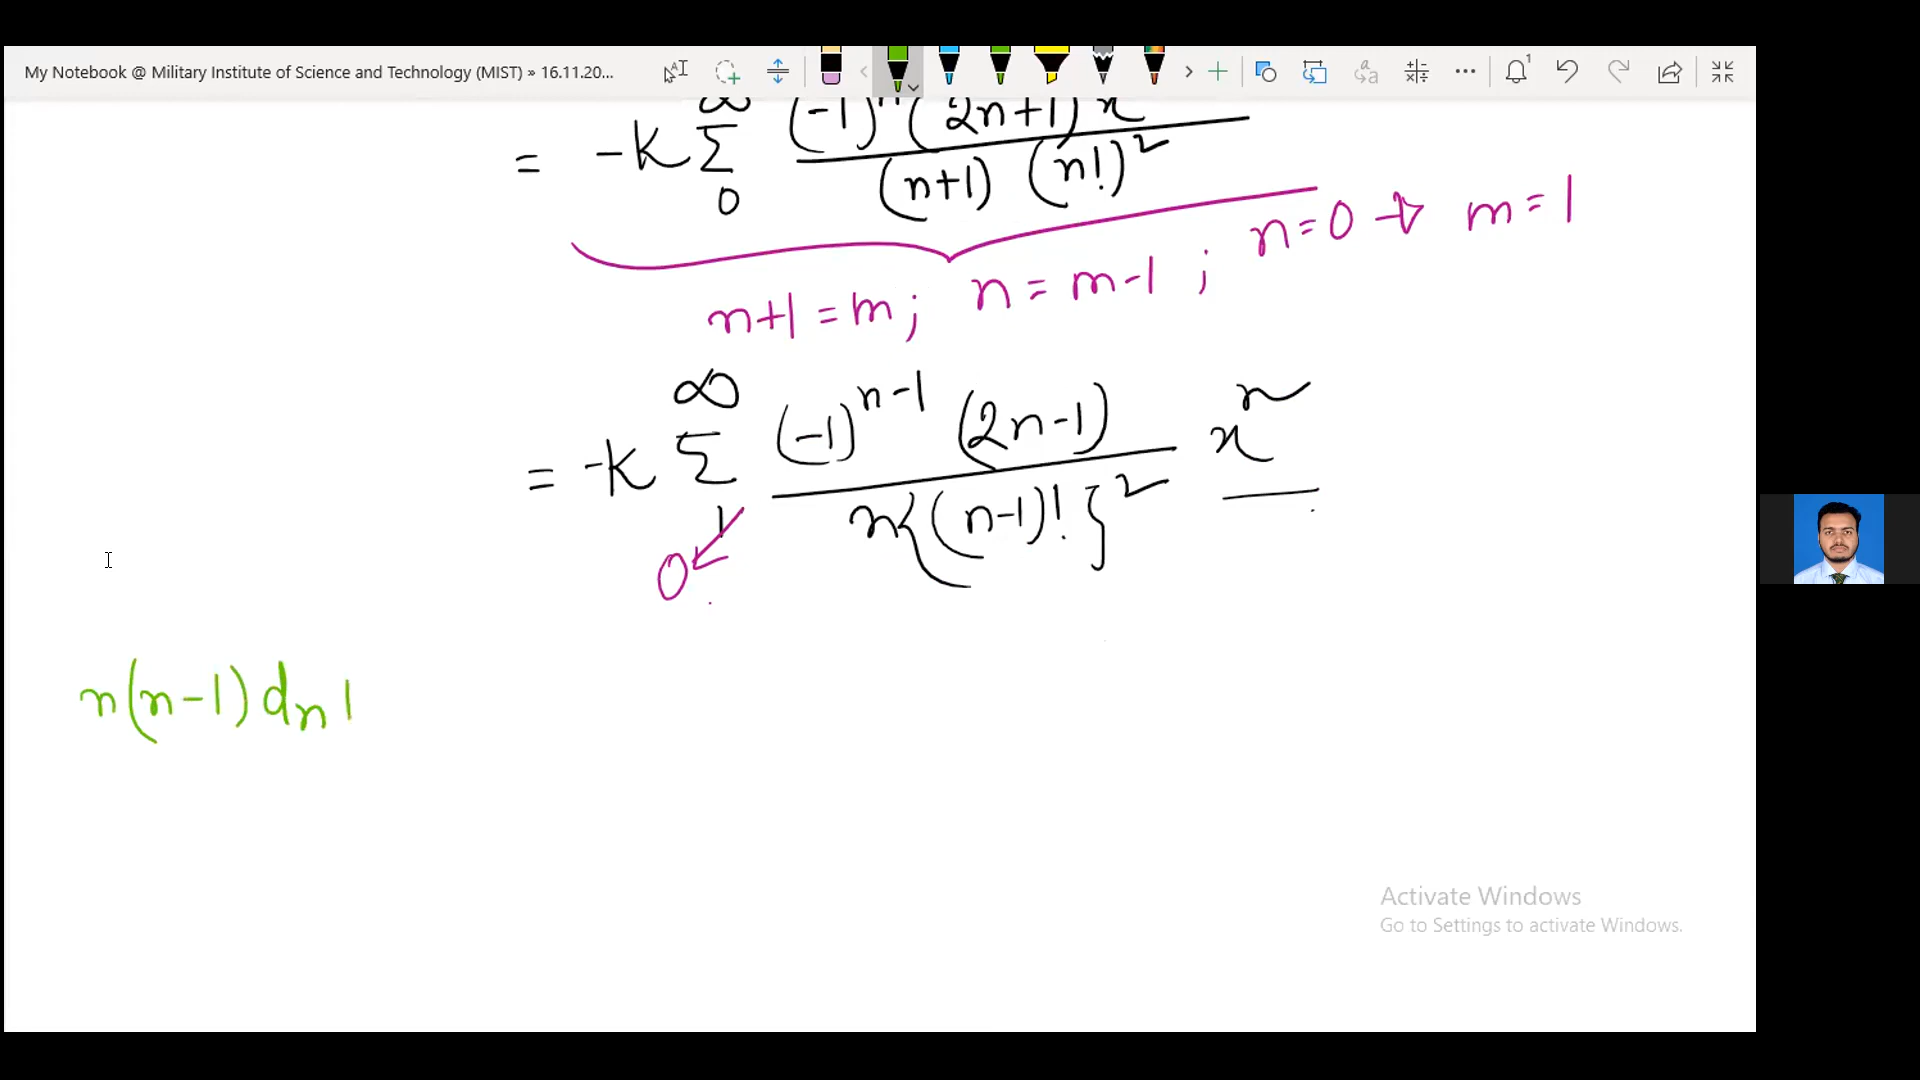 My Notebook @ Military Institute of Science and Technology (MIST) » 16.11.20...
= -k ∞ Σ 0 (-1)^n (2n+1) x / (n+1) (n!)^2
n+1 = m ; n = m-1 ; n = 0 → m = 1
= -k ∞ Σ 1 (-1)^{n-1} (2n-1) / n{(n-1)!}^2 x^n
0
n(n-1) d_n 1
Activate Windows
Go to Settings to activate Windows.